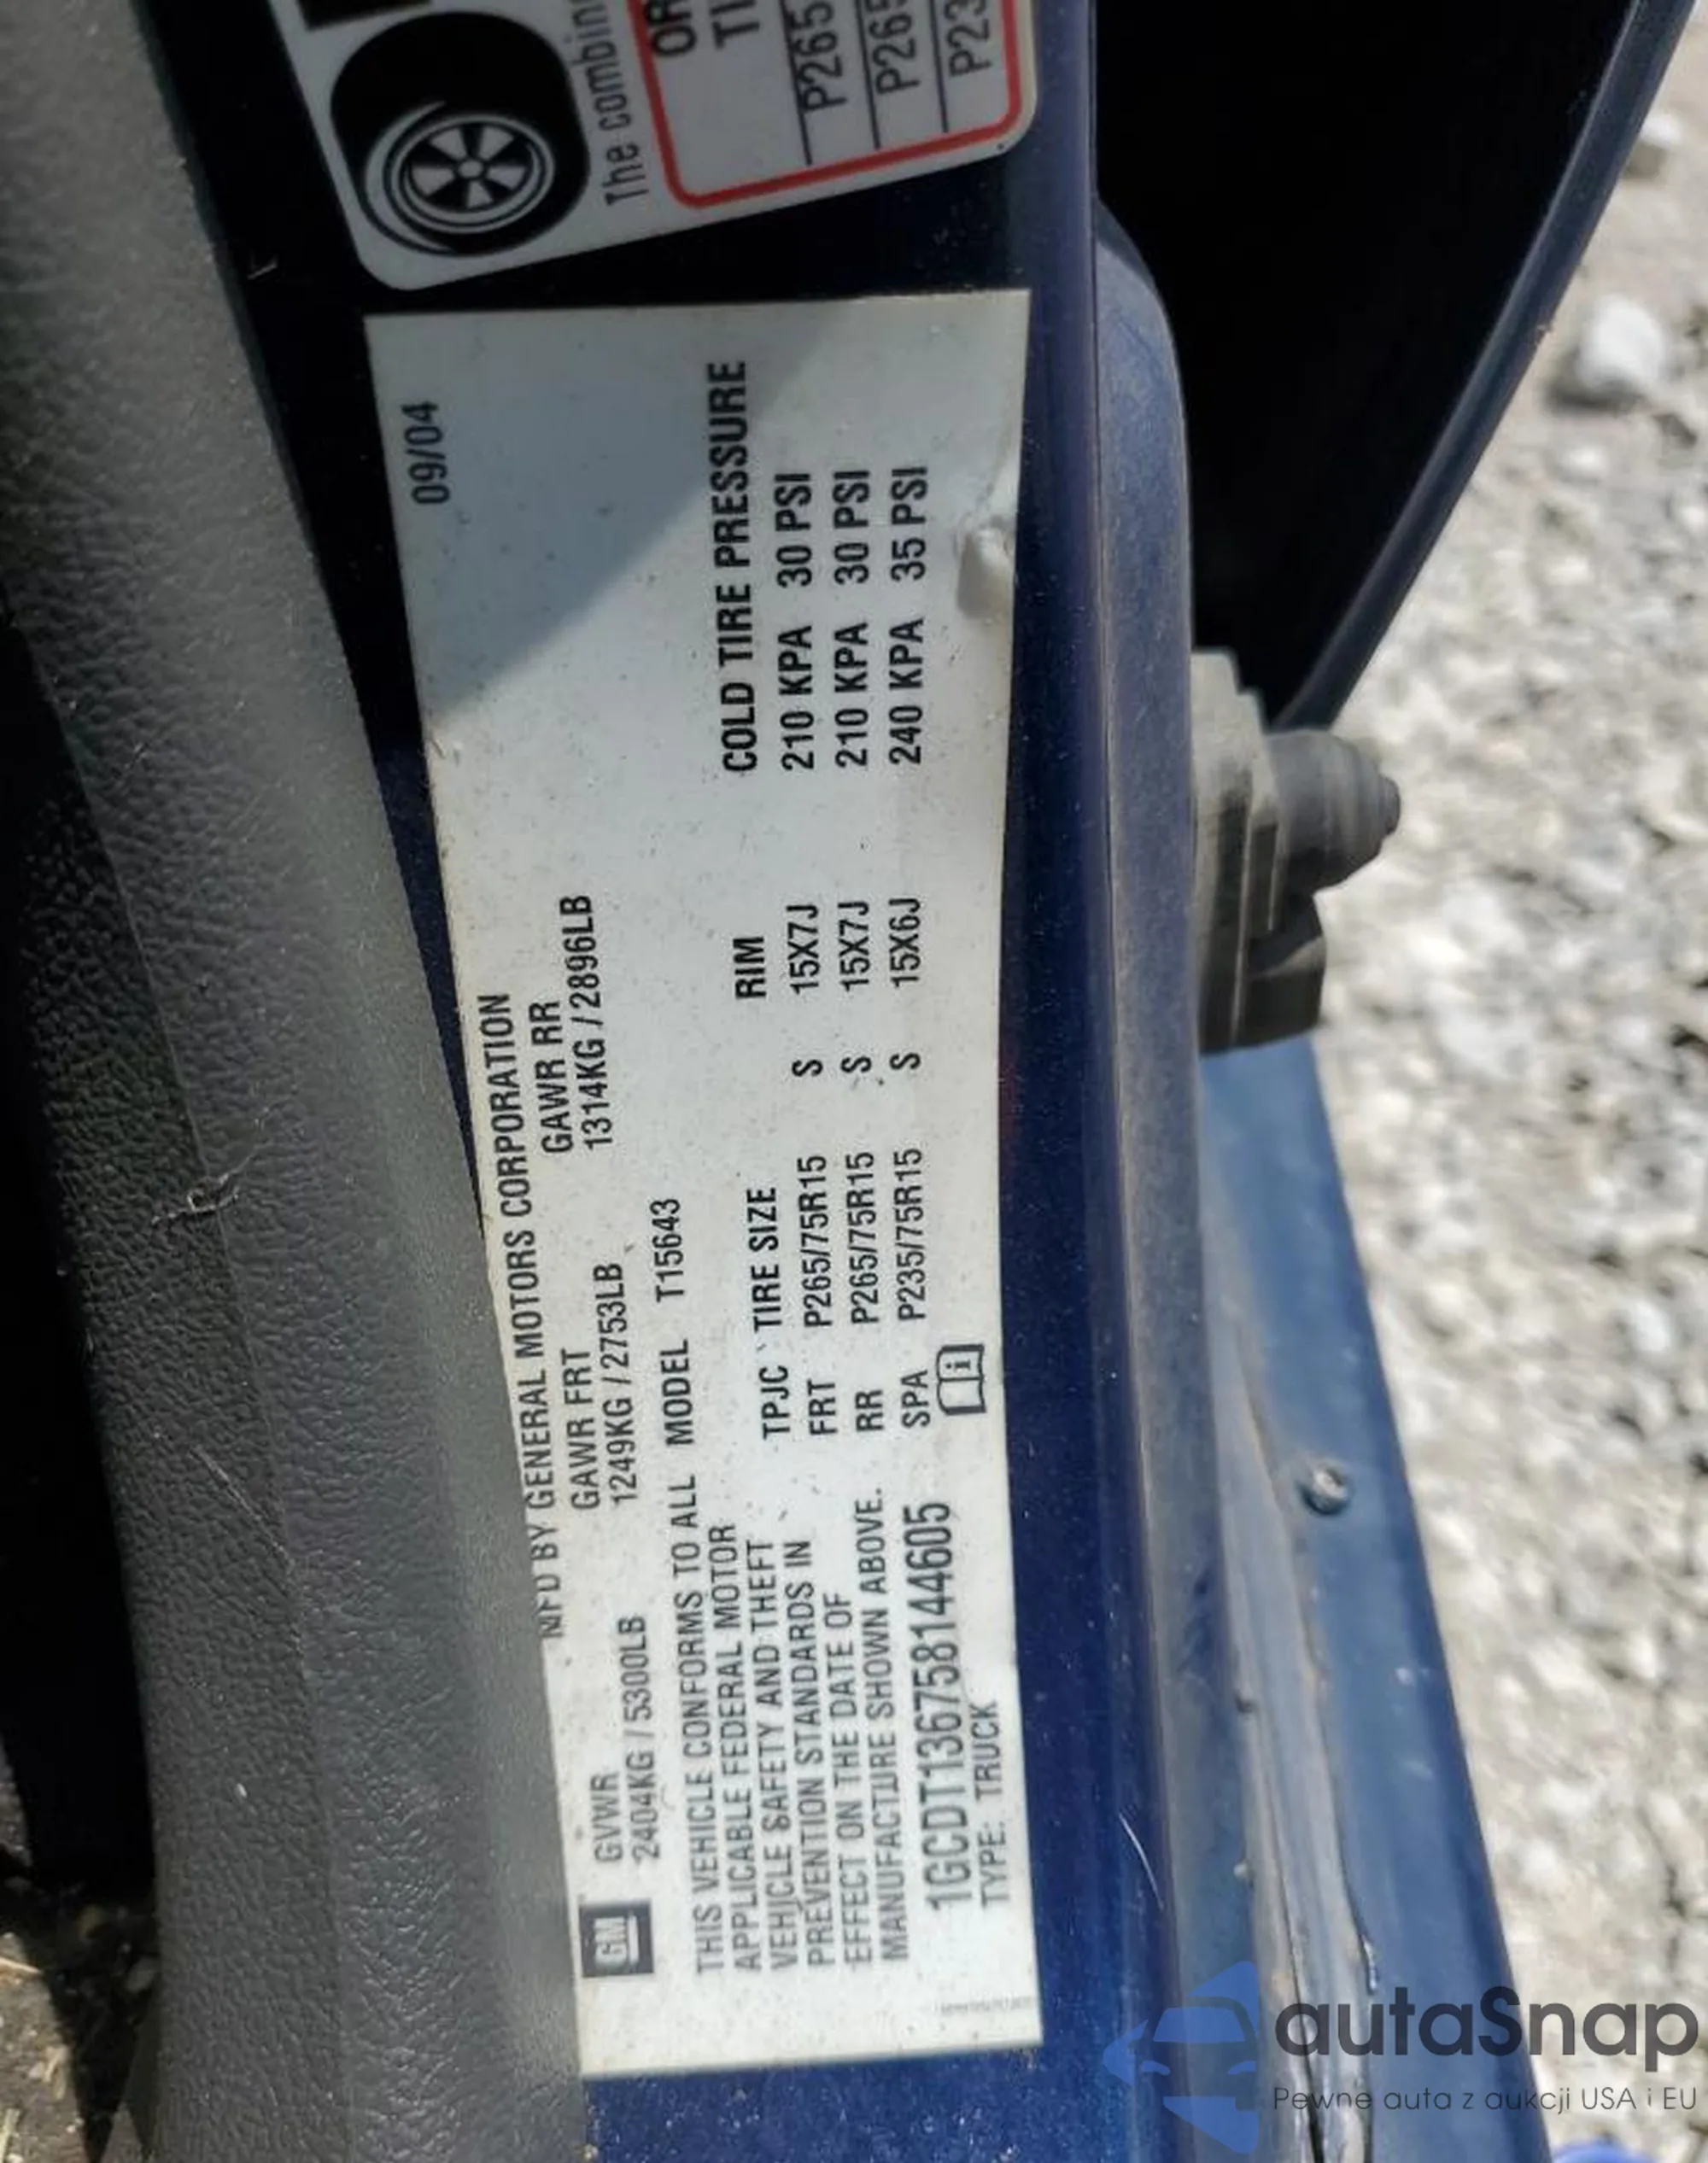 The combin
OR
TI
P265
P265
P23
09/04
MFD BY GENERAL MOTORS CORPORATION
GM
GVWR GAWR FRT GAWR RR
2404KG / 5300LB 1249KG / 2753LB 1314KG / 2896LB
THIS VEHICLE CONFORMS TO ALL MODEL T15643
APPLICABLE FEDERAL MOTOR
VEHICLE SAFETY AND THEFT
PREVENTION STANDARDS IN
EFFECT ON THE DATE OF
MANUFACTURE SHOWN ABOVE.
TPJC TIRE SIZE RIM COLD TIRE PRESSURE
FRT P265/75R15 S 15X7J 210 KPA 30 PSI
RR P265/75R15 S 15X7J 210 KPA 30 PSI
SPA P235/75R15 S 15X6J 240 KPA 35 PSI
1GCDT136758144605
TYPE: TRUCK
autaSnap
Pewne auta z aukcji USA i EU